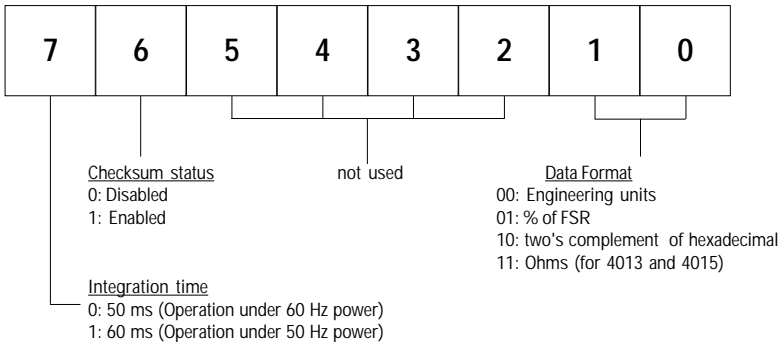 7 6 5 4 3 2 1 0
Checksum status
0: Disabled
1: Enabled
not used
Data Format
00: Engineering units
01: % of FSR
10: two's complement of hexadecimal
11: Ohms (for 4013 and 4015)
Integration time
0: 50 ms (Operation under 60 Hz power)
1: 60 ms (Operation under 50 Hz power)